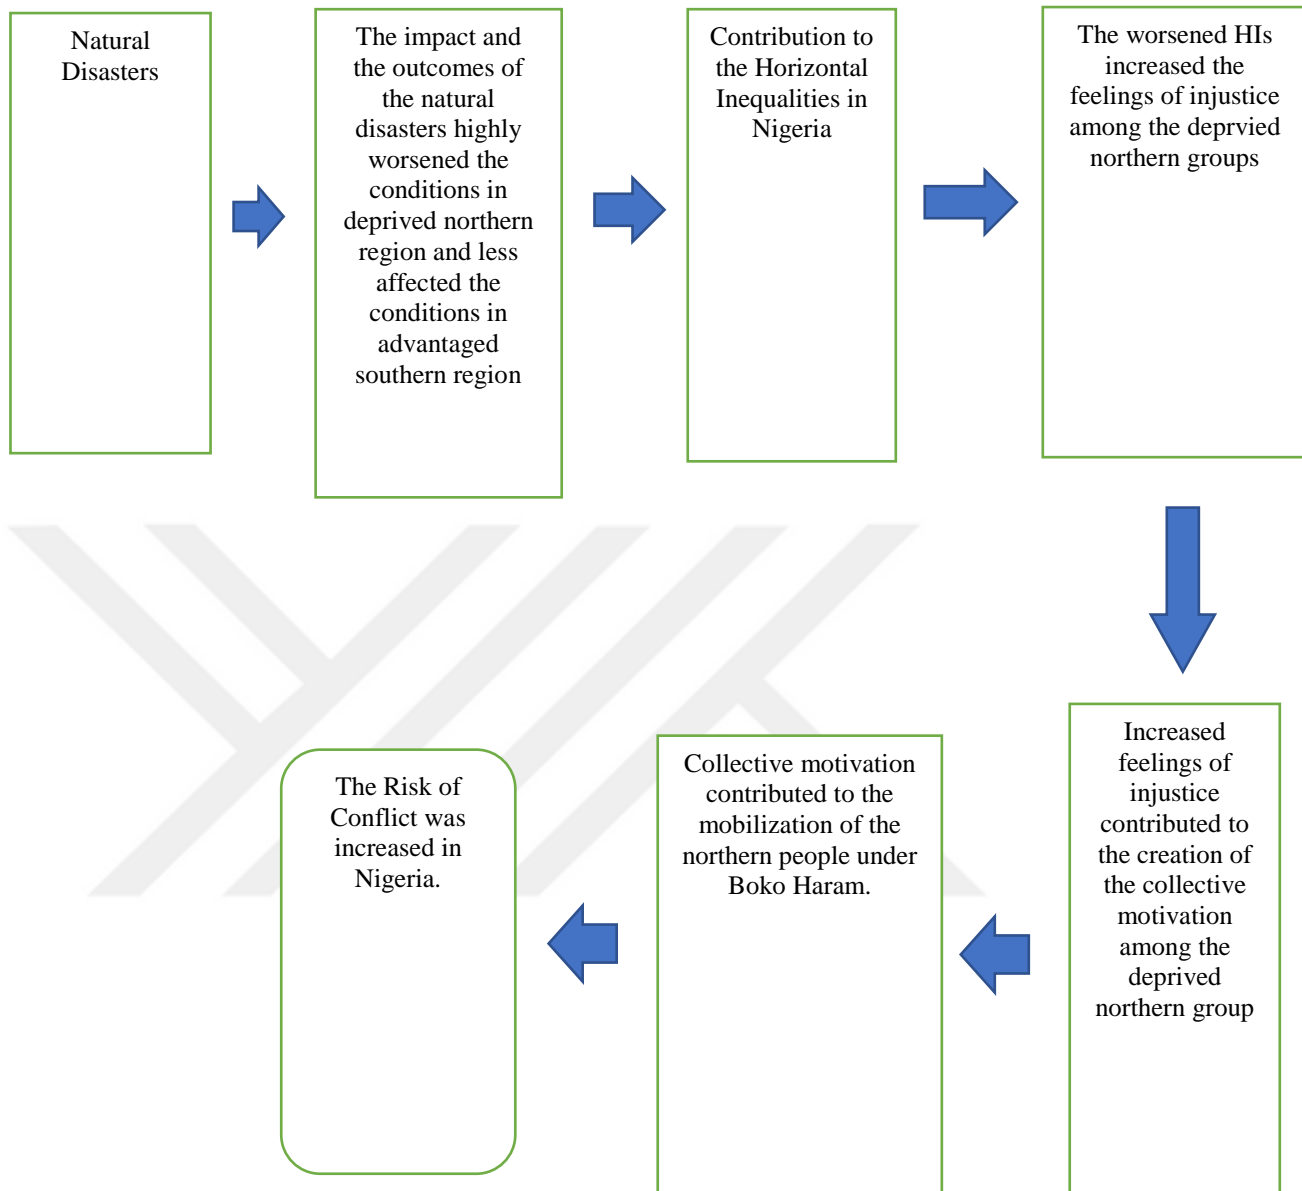 Natural
Disasters
The impact and
the outcomes of
the natural
disasters highly
worsened the
conditions in
deprived northern
region and less
affected the
conditions in
advantaged
southern region
Contribution to
the Horizontal
Inequalities in
Nigeria
The worsened HIs
increased the
feelings of injustice
among the deprvied
northern groups
Increased
feelings of
injustice
contributed to
the creation of
the collective
motivation
among the
deprived
northern group
Collective motivation
contributed to the
mobilization of the
northern people under
Boko Haram.
The Risk of
Conflict was
increased in
Nigeria.